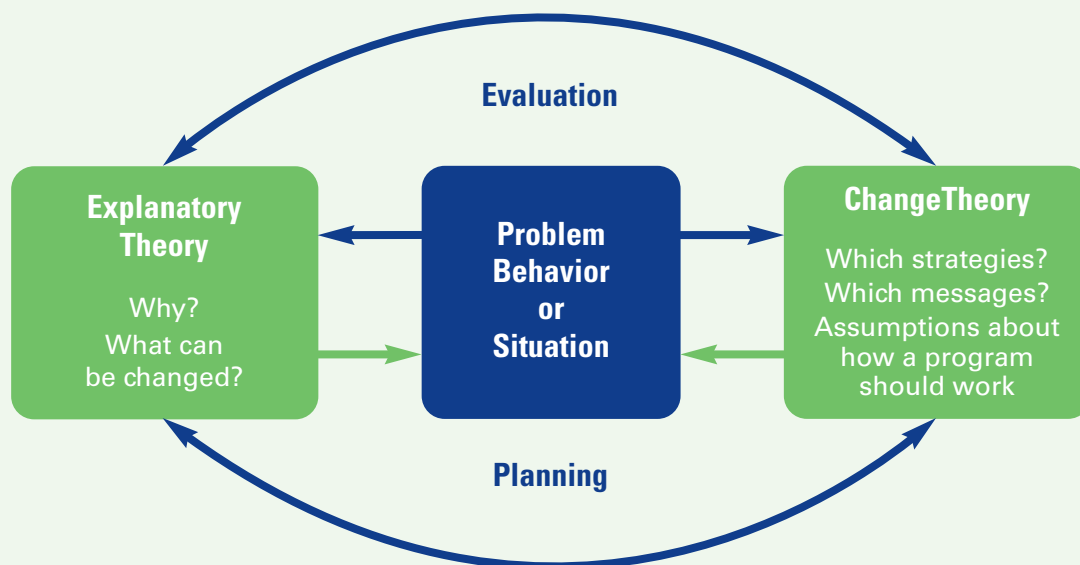 Evaluation
Explanatory
Theory
Why?
What can
be changed?
Problem
Behavior
or
Situation
ChangeTheory
Which strategies?
Which messages?
Assumptions about
how a program
should work
Planning